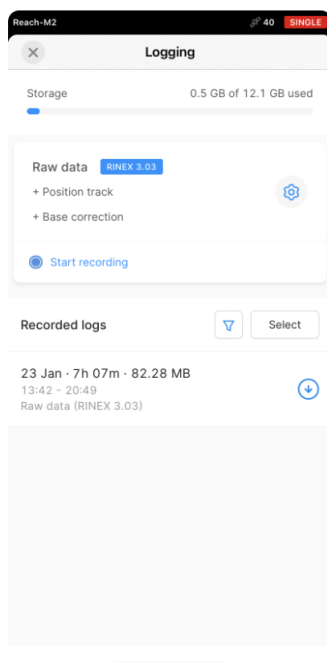 Reach-M2 40 SINGLE
Logging
Storage 0.5 GB of 12.1 GB used
Raw data RINEX 3.03
+ Position track
+ Base correction
Start recording
Recorded logs Select
23 Jan · 7h 07m · 82.28 MB
13:42 - 20:49
Raw data (RINEX 3.03)